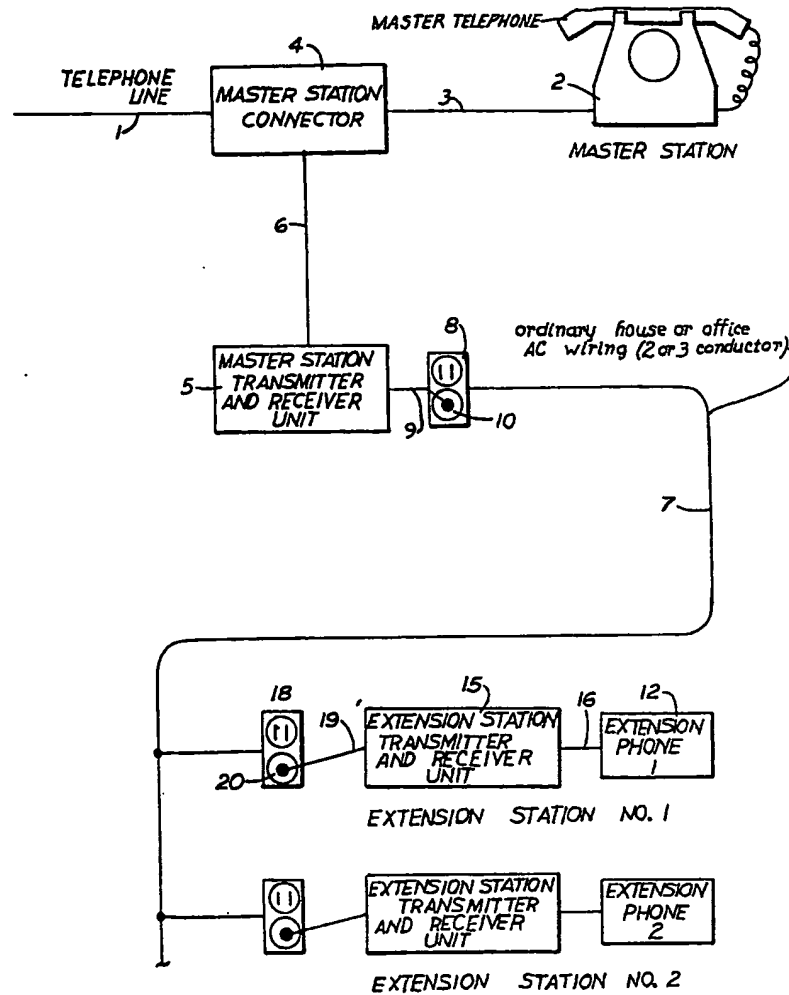 MASTER TELEPHONE
4
TELEPHONE
LINE
1
MASTER STATION
CONNECTOR
3
2
MASTER STATION
6
ordinary house or office
AC wiring (2 or 3 conductor)
8
5
MASTER STATION
TRANSMITTER
AND RECEIVER
UNIT
9
10
7
18
19
20
15
EXTENSION STATION
TRANSMITTER
AND RECEIVER
UNIT
16
12
EXTENSION
PHONE
1
EXTENSION STATION NO. 1
EXTENSION STATION
TRANSMITTER
AND RECEIVER
UNIT
EXTENSION
PHONE
2
EXTENSION STATION NO. 2